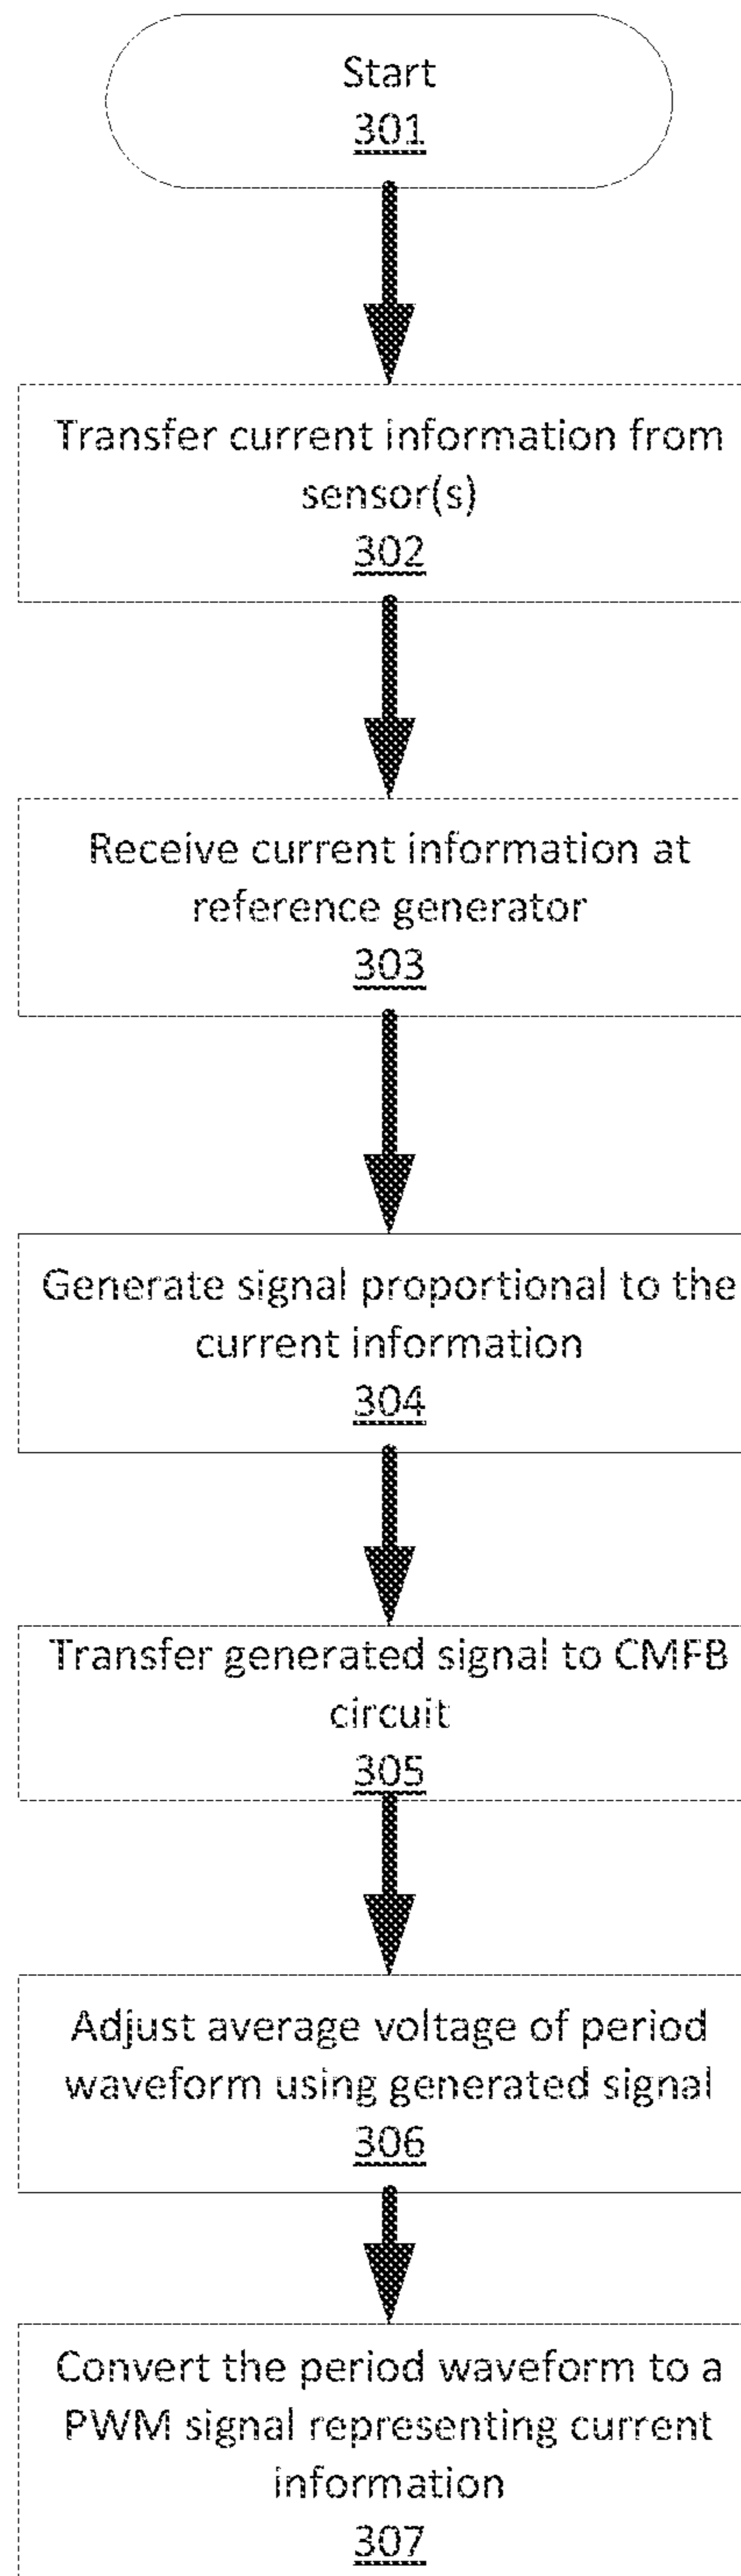 Start
301
Transfer current information from
sensor(s)
302
Receive current information at
reference generator
303
Generate signal proportional to the
current information
304
Transfer generated signal to CMFB
circuit
305
Adjust average voltage of period
waveform using generated signal
306
Convert the period waveform to a
PWM signal representing current
information
307